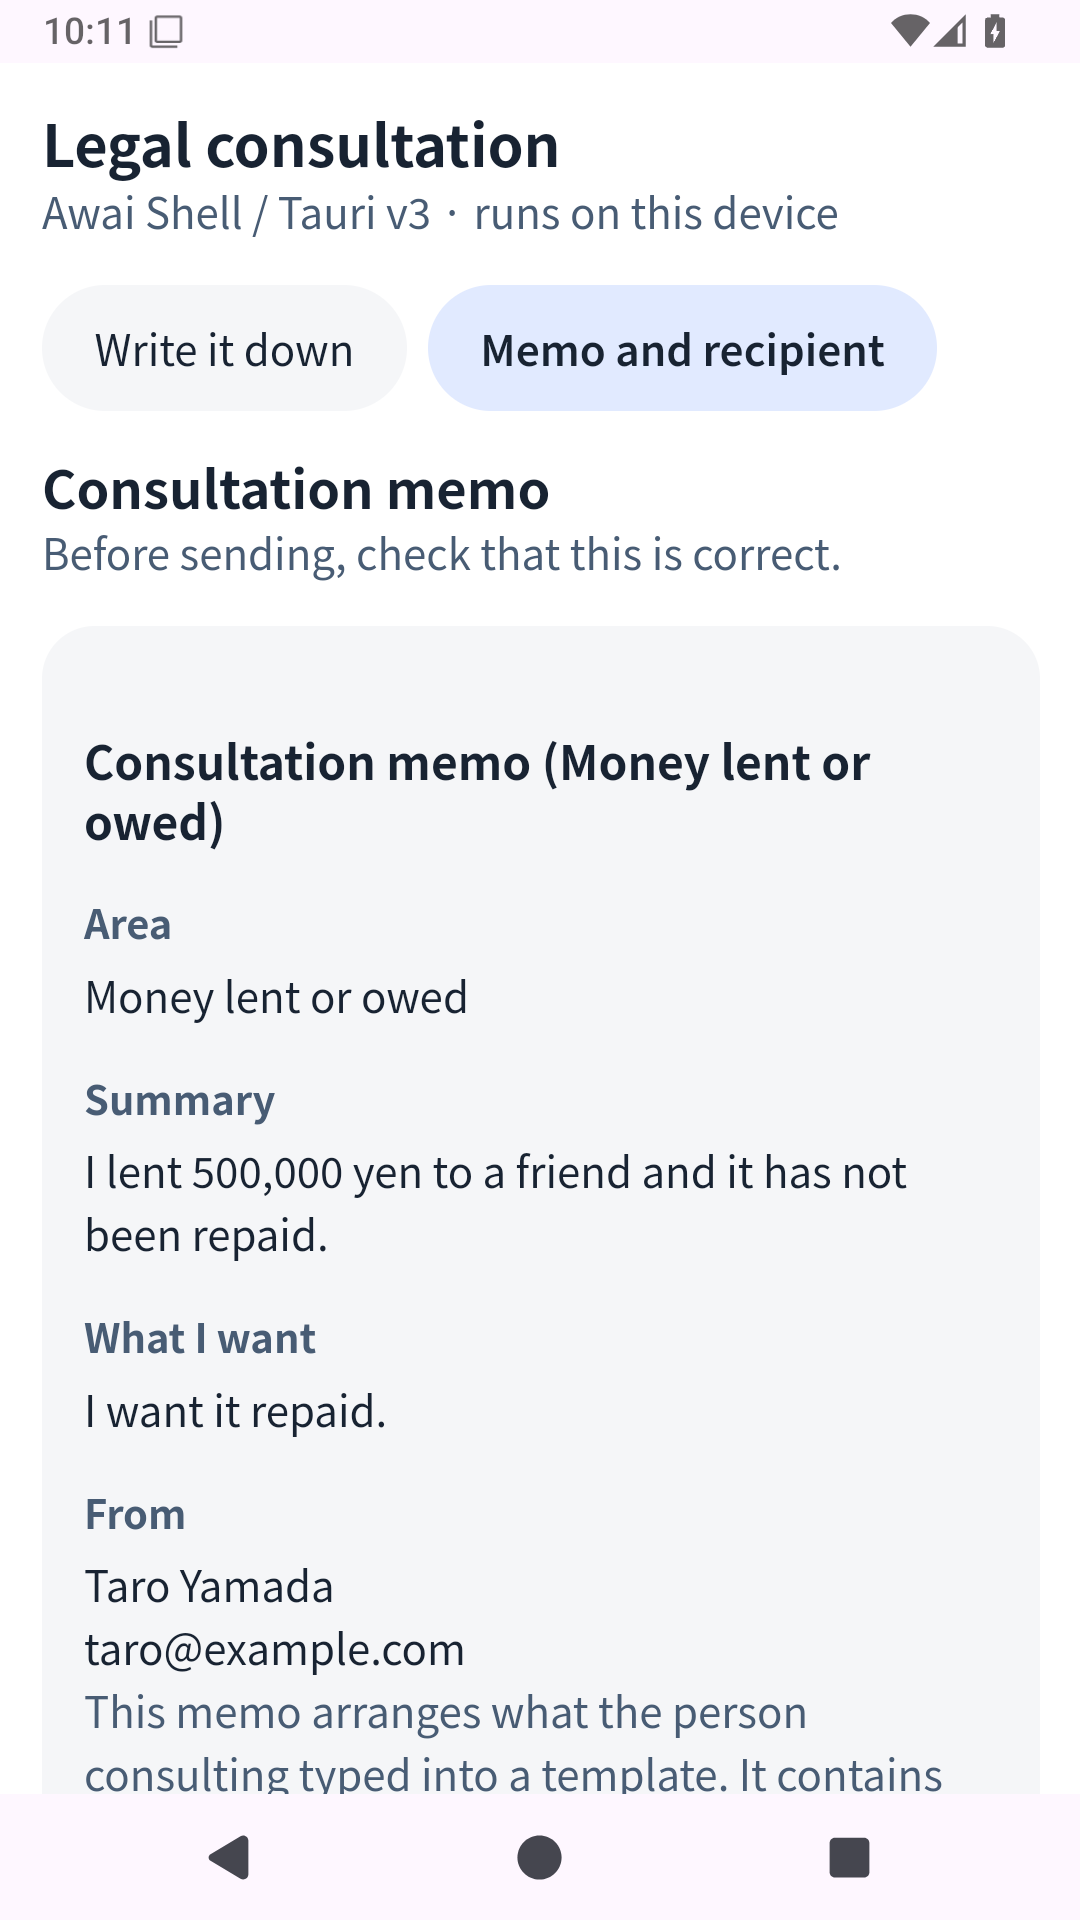 10:11
Legal consultation
Awai Shell / Tauri v3 · runs on this device
Write it down
Memo and recipient
Consultation memo
Before sending, check that this is correct.
Consultation memo (Money lent or
owed)
Area
Money lent or owed
Summary
I lent 500,000 yen to a friend and it has not
been repaid.
What I want
I want it repaid.
From
Taro Yamada
taro@example.com
This memo arranges what the person
consulting typed into a template. It contains